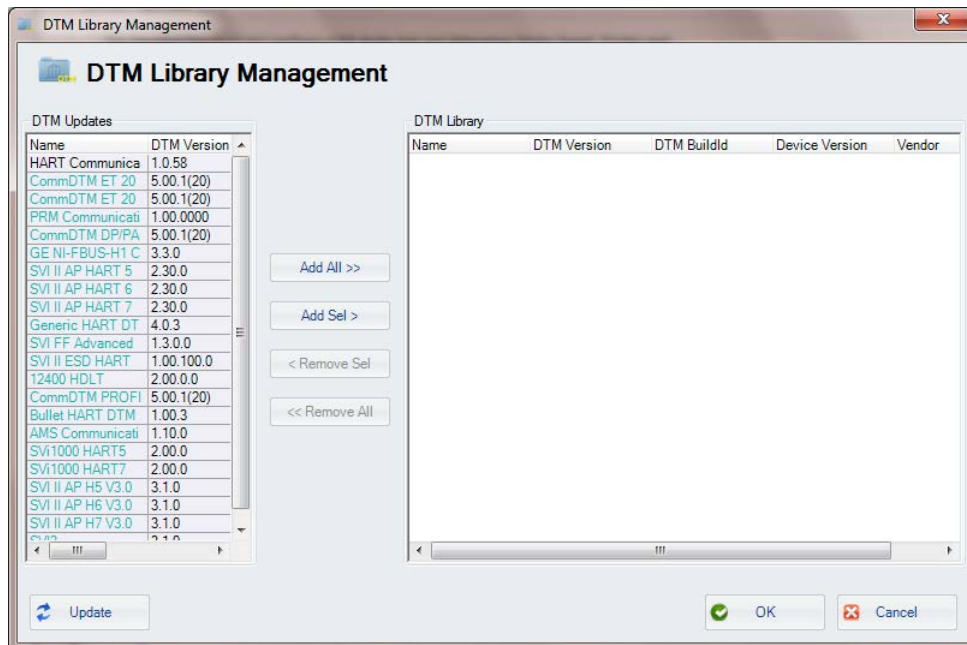 DTM Library Management
DTM Library Management
DTM Updates
Name DTM Version
HART Communica 1.0.58
CommDTM ET 20 5.00.1(20)
CommDTM ET 20 5.00.1(20)
PRM Communicati 1.00.0000
CommDTM DP/PA 5.00.1(20)
GE NI-FBUS-H1 C 3.3.0
SVI II AP HART 5 2.30.0
SVI II AP HART 6 2.30.0
SVI II AP HART 7 2.30.0
Generic HART DT 4.0.3
SVI FF Advanced 1.3.0.0
SVI II ESD HART 1.00.100.0
12400 HDLT 2.00.0.0
CommDTM PROFI 5.00.1(20)
Bullet HART DTM 1.00.3
AMS Communicati 1.10.0
SVi1000 HART5 2.00.0
SVi1000 HART7 2.00.0
SVI II AP H5 V3.0 3.1.0
SVI II AP H6 V3.0 3.1.0
SVI II AP H7 V3.0 3.1.0
Add All >>
Add Sel >
< Remove Sel
<< Remove All
DTM Library
Name DTM Version DTM BuildId Device Version Vendor
Update
OK
Cancel